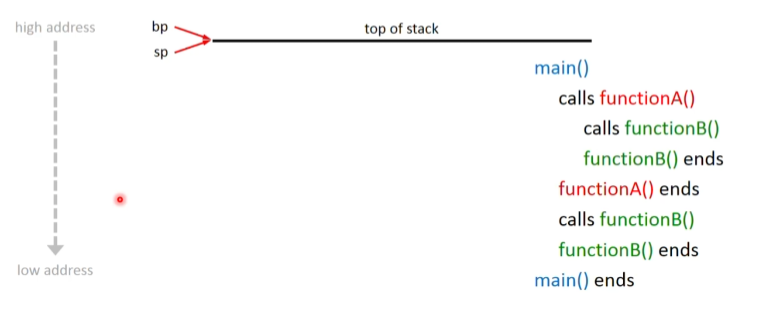 high address
bp
top of stack
sp
main()
calls functionA()
calls functionB()
functionB() ends
functionA() ends
calls functionB()
functionB() ends
low address
main() ends